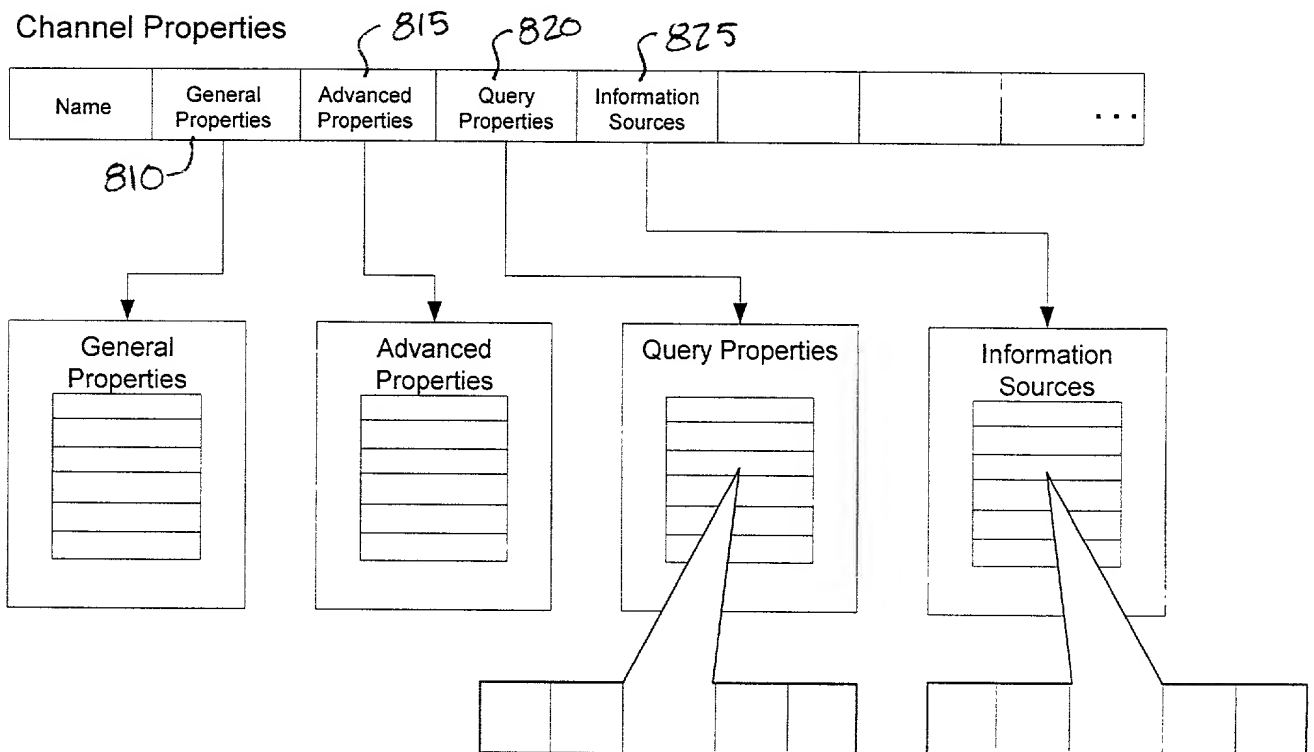 Channel Properties
815
820
825
Name
General
Properties
Advanced
Properties
Query
Properties
Information
Sources
...
810
General
Properties
Advanced
Properties
Query Properties
Information
Sources